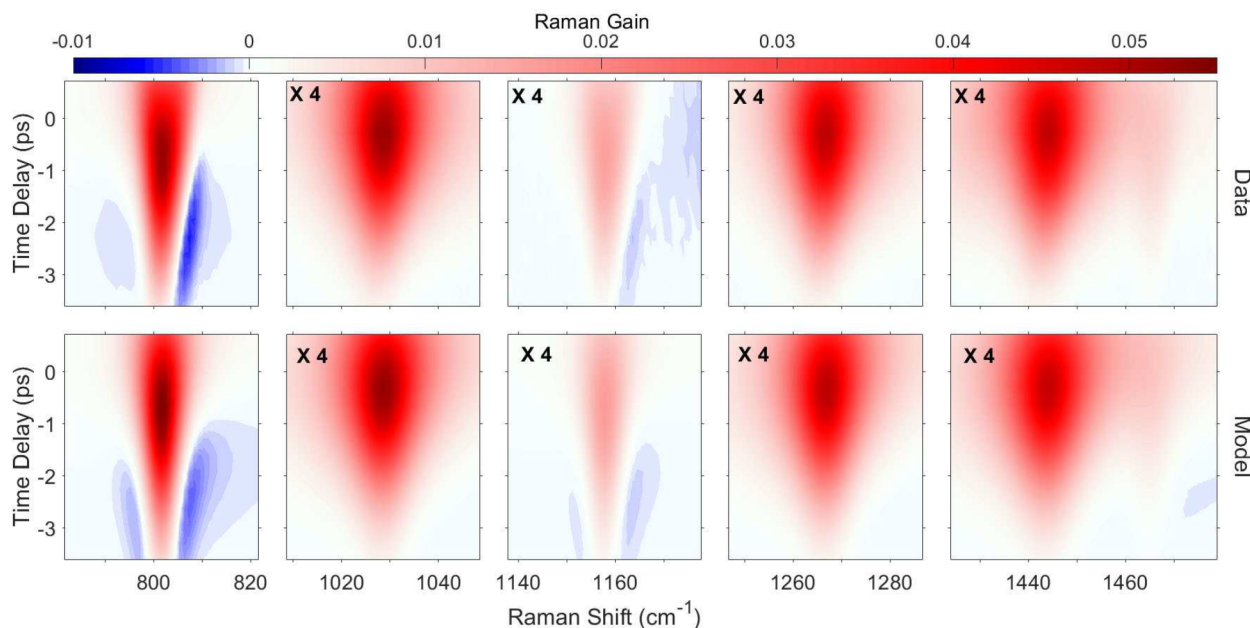 Raman Gain
-0.01 0 0.01 0.02 0.03 0.04 0.05
X 4 X 4 X 4 X 4
0
-1
-2
-3
Time Delay (ps)
Data
X 4 X 4 X 4 X 4
0
-1
-2
-3
Time Delay (ps)
Model
800 820 1020 1040 1140 1160 1260 1280 1440 1460
Raman Shift (cm⁻¹)